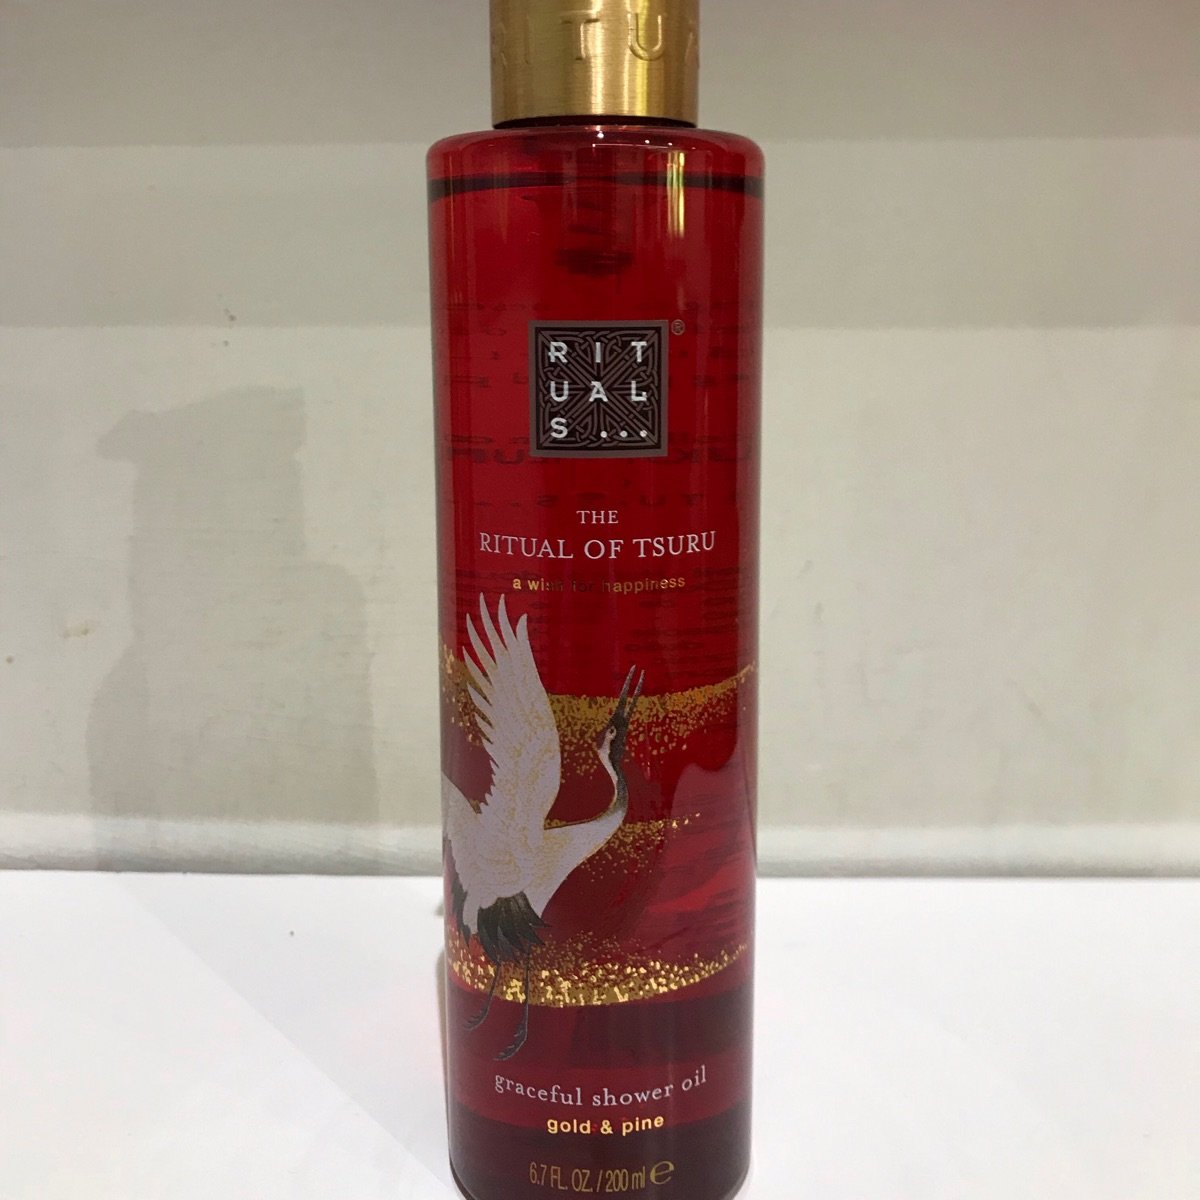 RITUA
RIT
UAL
S...
®
THE
RITUAL OF TSURU
a wish for happiness
graceful shower oil
gold & pine
6.7 FL. OZ. / 200 ml ℮